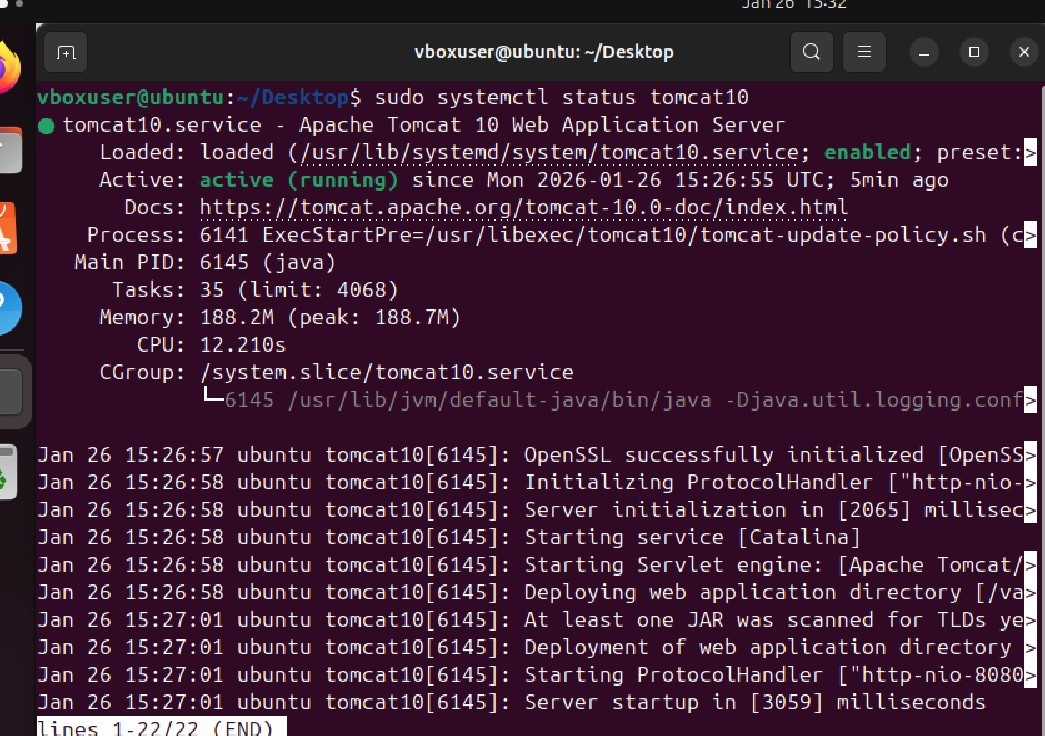 Jan 26 15:32
vboxuser@ubuntu: ~/Desktop
vboxuser@ubuntu:~/Desktop$ sudo systemctl status tomcat10
● tomcat10.service - Apache Tomcat 10 Web Application Server
Loaded: loaded (/usr/lib/systemd/system/tomcat10.service; enabled; preset:>
Active: active (running) since Mon 2026-01-26 15:26:55 UTC; 5min ago
Docs: https://tomcat.apache.org/tomcat-10.0-doc/index.html
Process: 6141 ExecStartPre=/usr/libexec/tomcat10/tomcat-update-policy.sh (c>
Main PID: 6145 (java)
Tasks: 35 (limit: 4068)
Memory: 188.2M (peak: 188.7M)
CPU: 12.210s
CGroup: /system.slice/tomcat10.service
└─6145 /usr/lib/jvm/default-java/bin/java -Djava.util.logging.conf>
Jan 26 15:26:57 ubuntu tomcat10[6145]: OpenSSL successfully initialized [OpenSS>
Jan 26 15:26:58 ubuntu tomcat10[6145]: Initializing ProtocolHandler ["http-nio->
Jan 26 15:26:58 ubuntu tomcat10[6145]: Server initialization in [2065] millisec>
Jan 26 15:26:58 ubuntu tomcat10[6145]: Starting service [Catalina]
Jan 26 15:26:58 ubuntu tomcat10[6145]: Starting Servlet engine: [Apache Tomcat/>
Jan 26 15:26:58 ubuntu tomcat10[6145]: Deploying web application directory [/va>
Jan 26 15:27:01 ubuntu tomcat10[6145]: At least one JAR was scanned for TLDs ye>
Jan 26 15:27:01 ubuntu tomcat10[6145]: Deployment of web application directory >
Jan 26 15:27:01 ubuntu tomcat10[6145]: Starting ProtocolHandler ["http-nio-8080>
Jan 26 15:27:01 ubuntu tomcat10[6145]: Server startup in [3059] milliseconds
lines 1-22/22 (END)